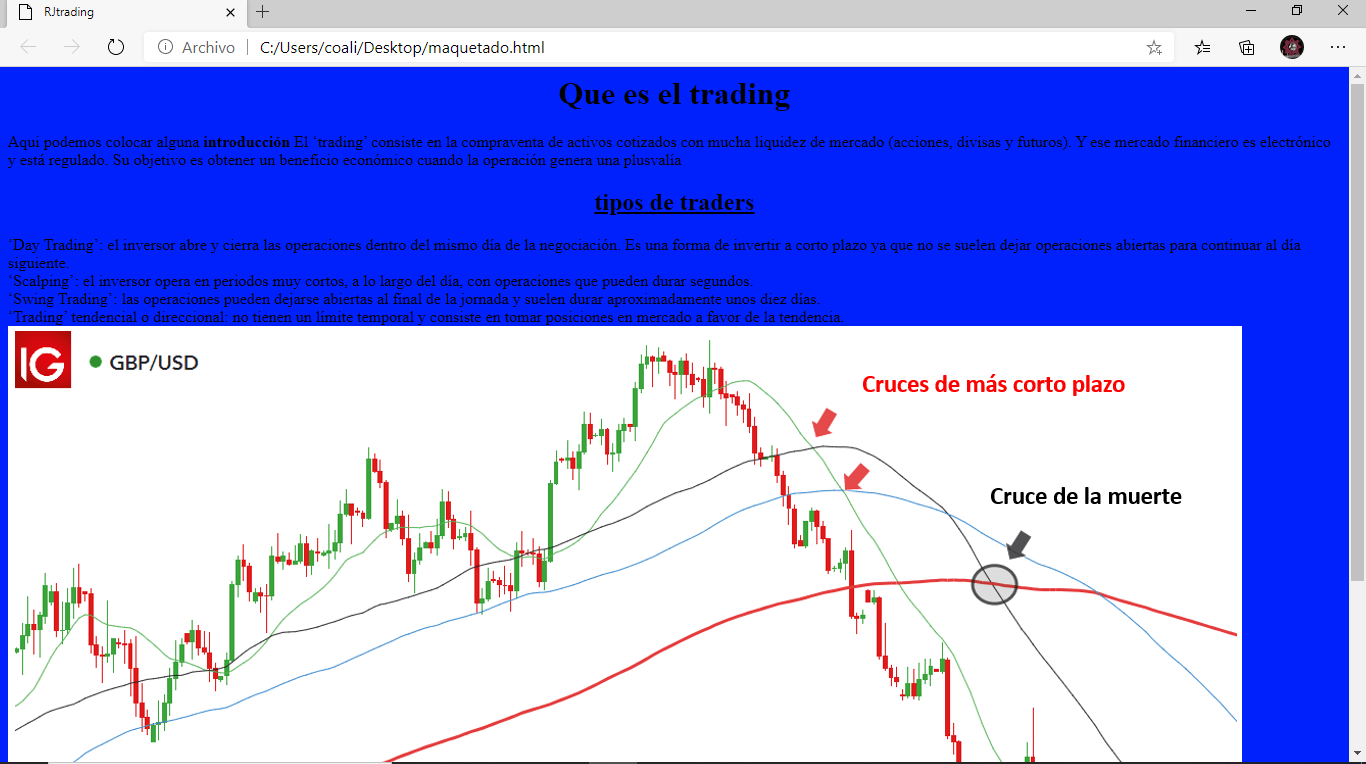 RJtrading
Archivo
C:/Users/coali/Desktop/maquetado.html
Que es el trading
Aqui podemos colocar alguna introducción El ‘trading’ consiste en la compraventa de activos cotizados con mucha liquidez de mercado (acciones, divisas y futuros). Y ese mercado financiero es electrónico
y está regulado. Su objetivo es obtener un beneficio económico cuando la operación genera una plusvalía
tipos de traders
‘Day Trading’: el inversor abre y cierra las operaciones dentro del mismo día de la negociación. Es una forma de invertir a corto plazo ya que no se suelen dejar operaciones abiertas para continuar al día
siguiente.
‘Scalping’: el inversor opera en periodos muy cortos, a lo largo del día, con operaciones que pueden durar segundos.
‘Swing Trading’: las operaciones pueden dejarse abiertas al final de la jornada y suelen durar aproximadamente unos diez días.
‘Trading’ tendencial o direccional: no tienen un límite temporal y consiste en tomar posiciones en mercado a favor de la tendencia.
IG
GBP/USD
Cruces de más corto plazo
Cruce de la muerte